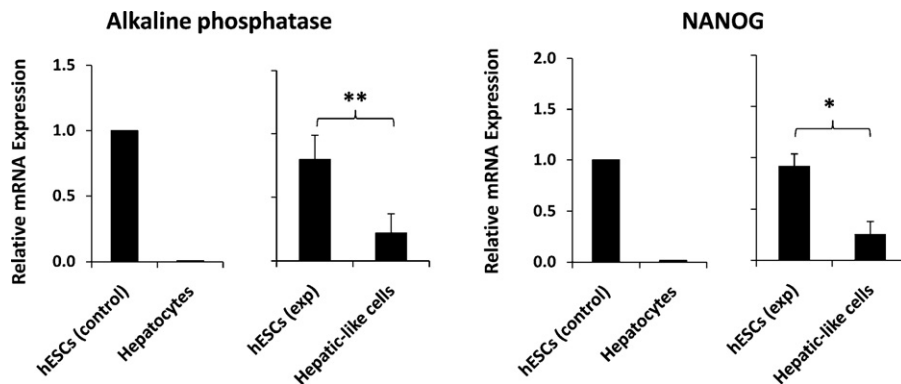 Alkaline phosphatase
Relative mRNA Expression
1.5
1.0
0.5
0.0
**
hESCs (control)
Hepatocytes
hESCs (exp)
Hepatic-like cells
NANOG
Relative mRNA Expression
2.0
1.5
1.0
0.5
0.0
*
hESCs (control)
Hepatocytes
hESCs (exp)
Hepatic-like cells